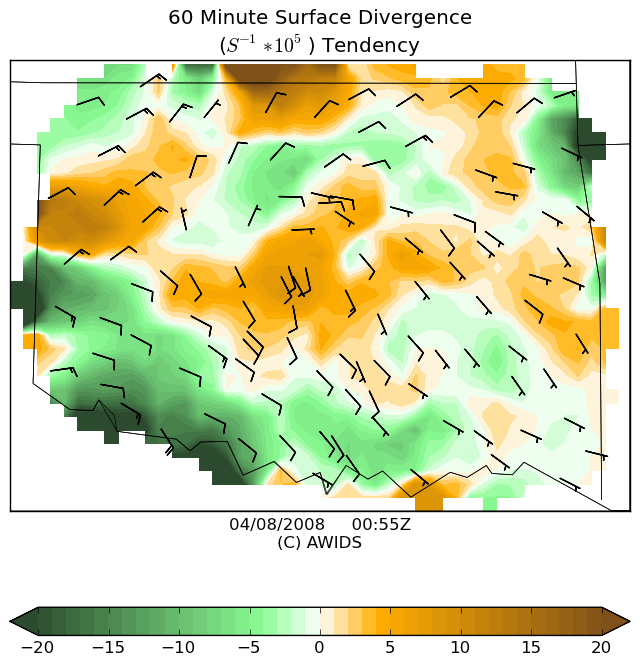 60 Minute Surface Divergence
(S⁻¹ * 10⁵ ) Tendency
04/08/2008 00:55Z
(C) AWIDS
−20 −15 −10 −5 0 5 10 15 20